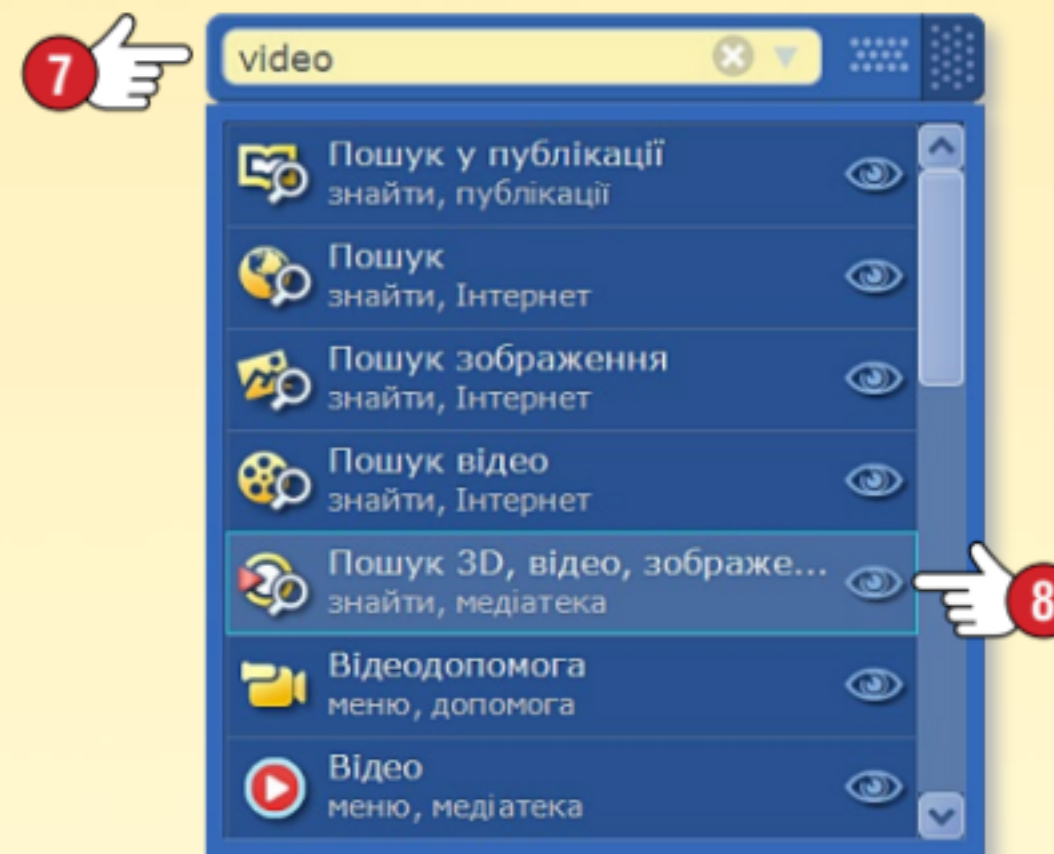 7
video
Пошук у публікації
знайти, публікації
Пошук
знайти, Інтернет
Пошук зображення
знайти, Інтернет
Пошук відео
знайти, Інтернет
Пошук 3D, відео, зображе...
знайти, медіатека
8
Відеодопомога
меню, допомога
Відео
меню, медіатека